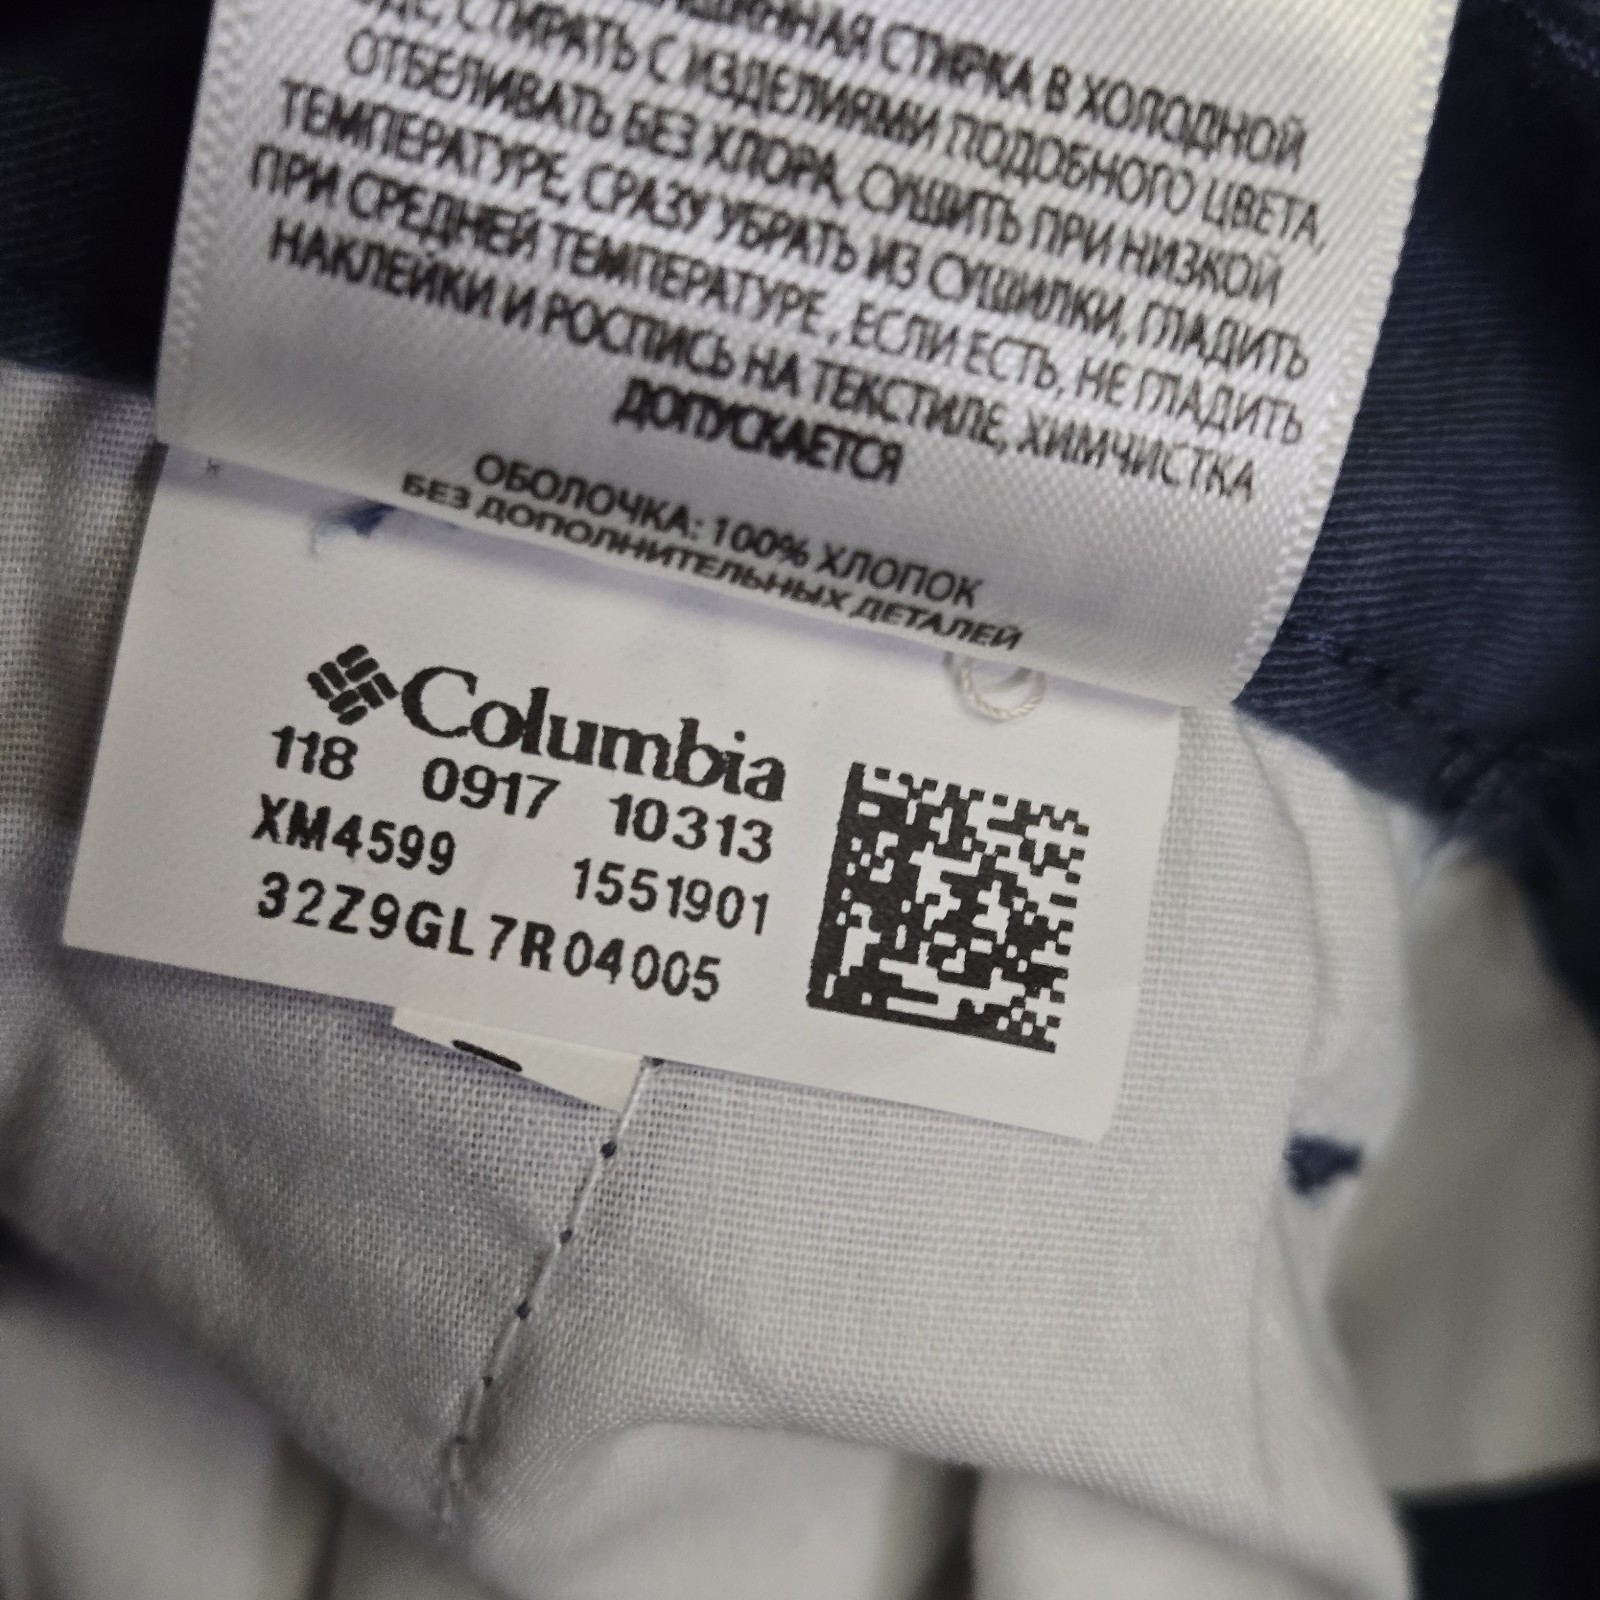 СТИРКА В ХОЛОДНОЙ
СТИРАТЬ С ИЗДЕЛИЯМИ ПОДОБНОГО ЦВЕТА,
ОТБЕЛИВАТЬ БЕЗ ХЛОРА, СУШИТЬ ПРИ НИЗКОЙ
ТЕМПЕРАТУРЕ, СРАЗУ УБРАТЬ ИЗ СУШИЛКИ, ГЛАДИТЬ
ПРИ СРЕДНЕЙ ТЕМПЕРАТУРЕ, ЕСЛИ ЕСТЬ, НЕ ГЛАДИТЬ
НАКЛЕЙКИ И РОСПИСЬ НА ТЕКСТИЛЕ, ХИМЧИСТКА
ДОПУСКАЕТСЯ
ОБОЛОЧКА: 100% ХЛОПОК
БЕЗ ДОПОЛНИТЕЛЬНЫХ ДЕТАЛЕЙ
Columbia
118 0917 10313
XM4599 1551901
32Z9GL7R04005